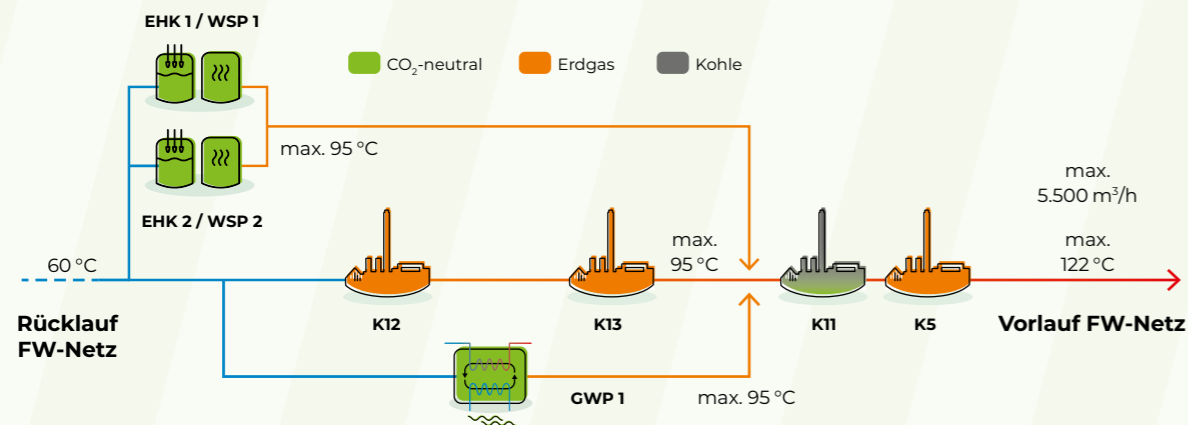 EHK 1 / WSP 1
CO₂-neutral
Erdgas
Kohle
max. 95 °C
EHK 2 / WSP 2
max.
5.500 m³/h
60 °C
max.
95 °C
max.
122 °C
Rücklauf
FW-Netz
K12
K13
K11
K5
Vorlauf FW-Netz
GWP 1
max. 95 °C